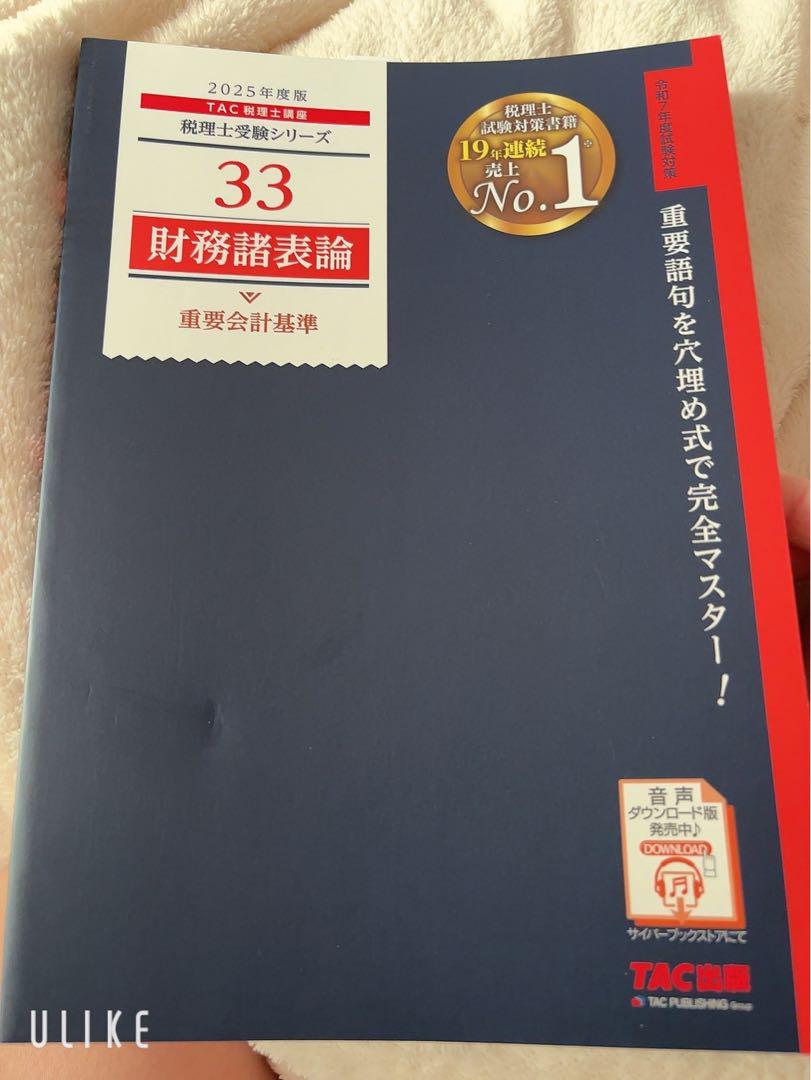 2025年度版
TAC 税理士講座
税理士受験シリーズ
33
財務諸表論
重要会計基準
税理士
試験対策書籍
19年連続
売上
No.1※
令和7年度試験対策
重要語句を穴埋め式で完全マスター!
音声
ダウンロード版
発売中♪
DOWNLOAD
サイバーブックストアにて
TAC出版
TAC PUBLISHING Group
ULIKE